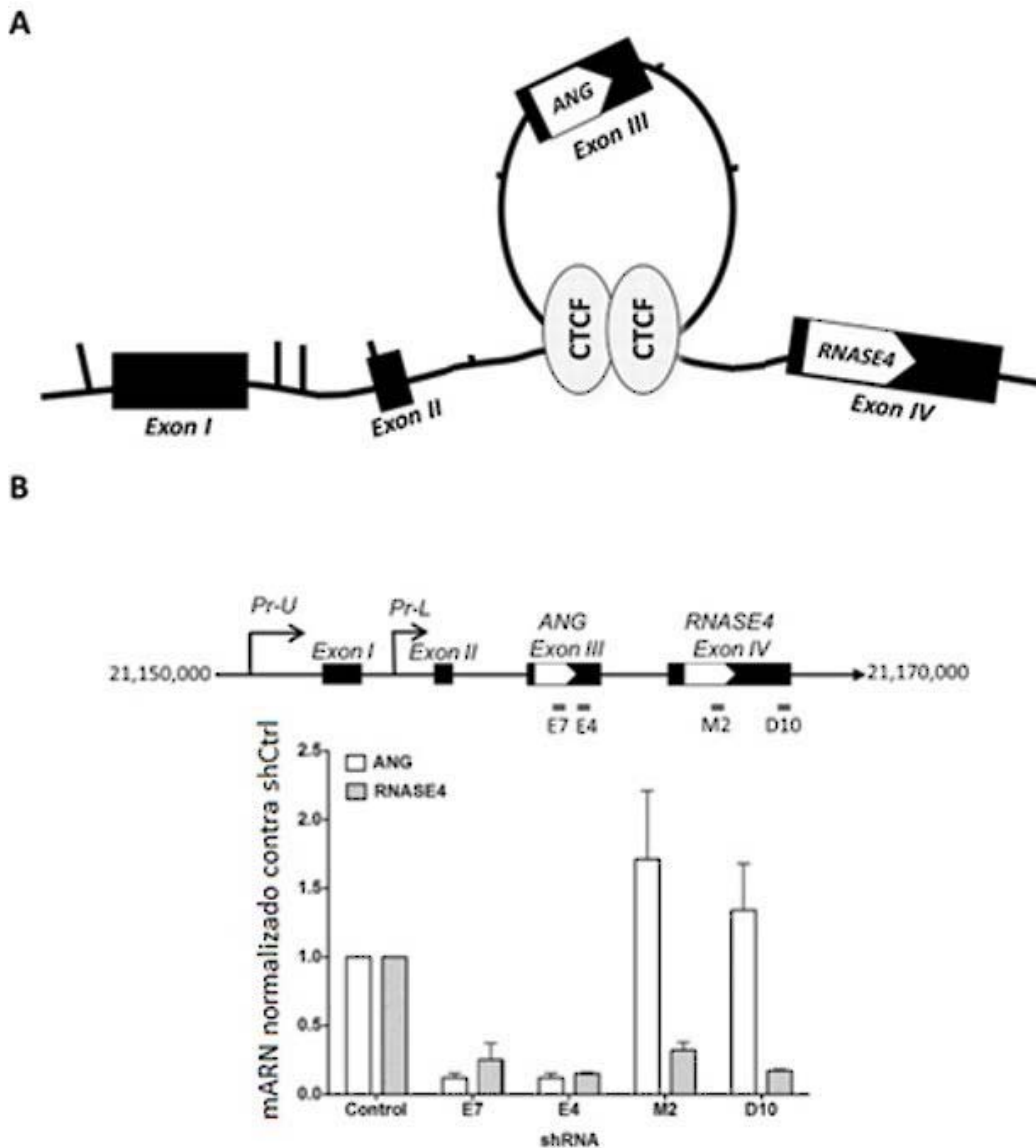 A
ANG
Exon III
CTCF
CTCF
RNASE4
Exon I
Exon II
Exon IV
B
Pr-U
Pr-L
ANG
RNASE4
Exon I
Exon II
Exon III
Exon IV
21,150,000
21,170,000
E7
E4
M2
D10
mARN normalizado contra shCtrl
2.5
2.0
1.5
1.0
0.5
0.0
ANG
RNASE4
Control
E7
E4
M2
D10
shRNA